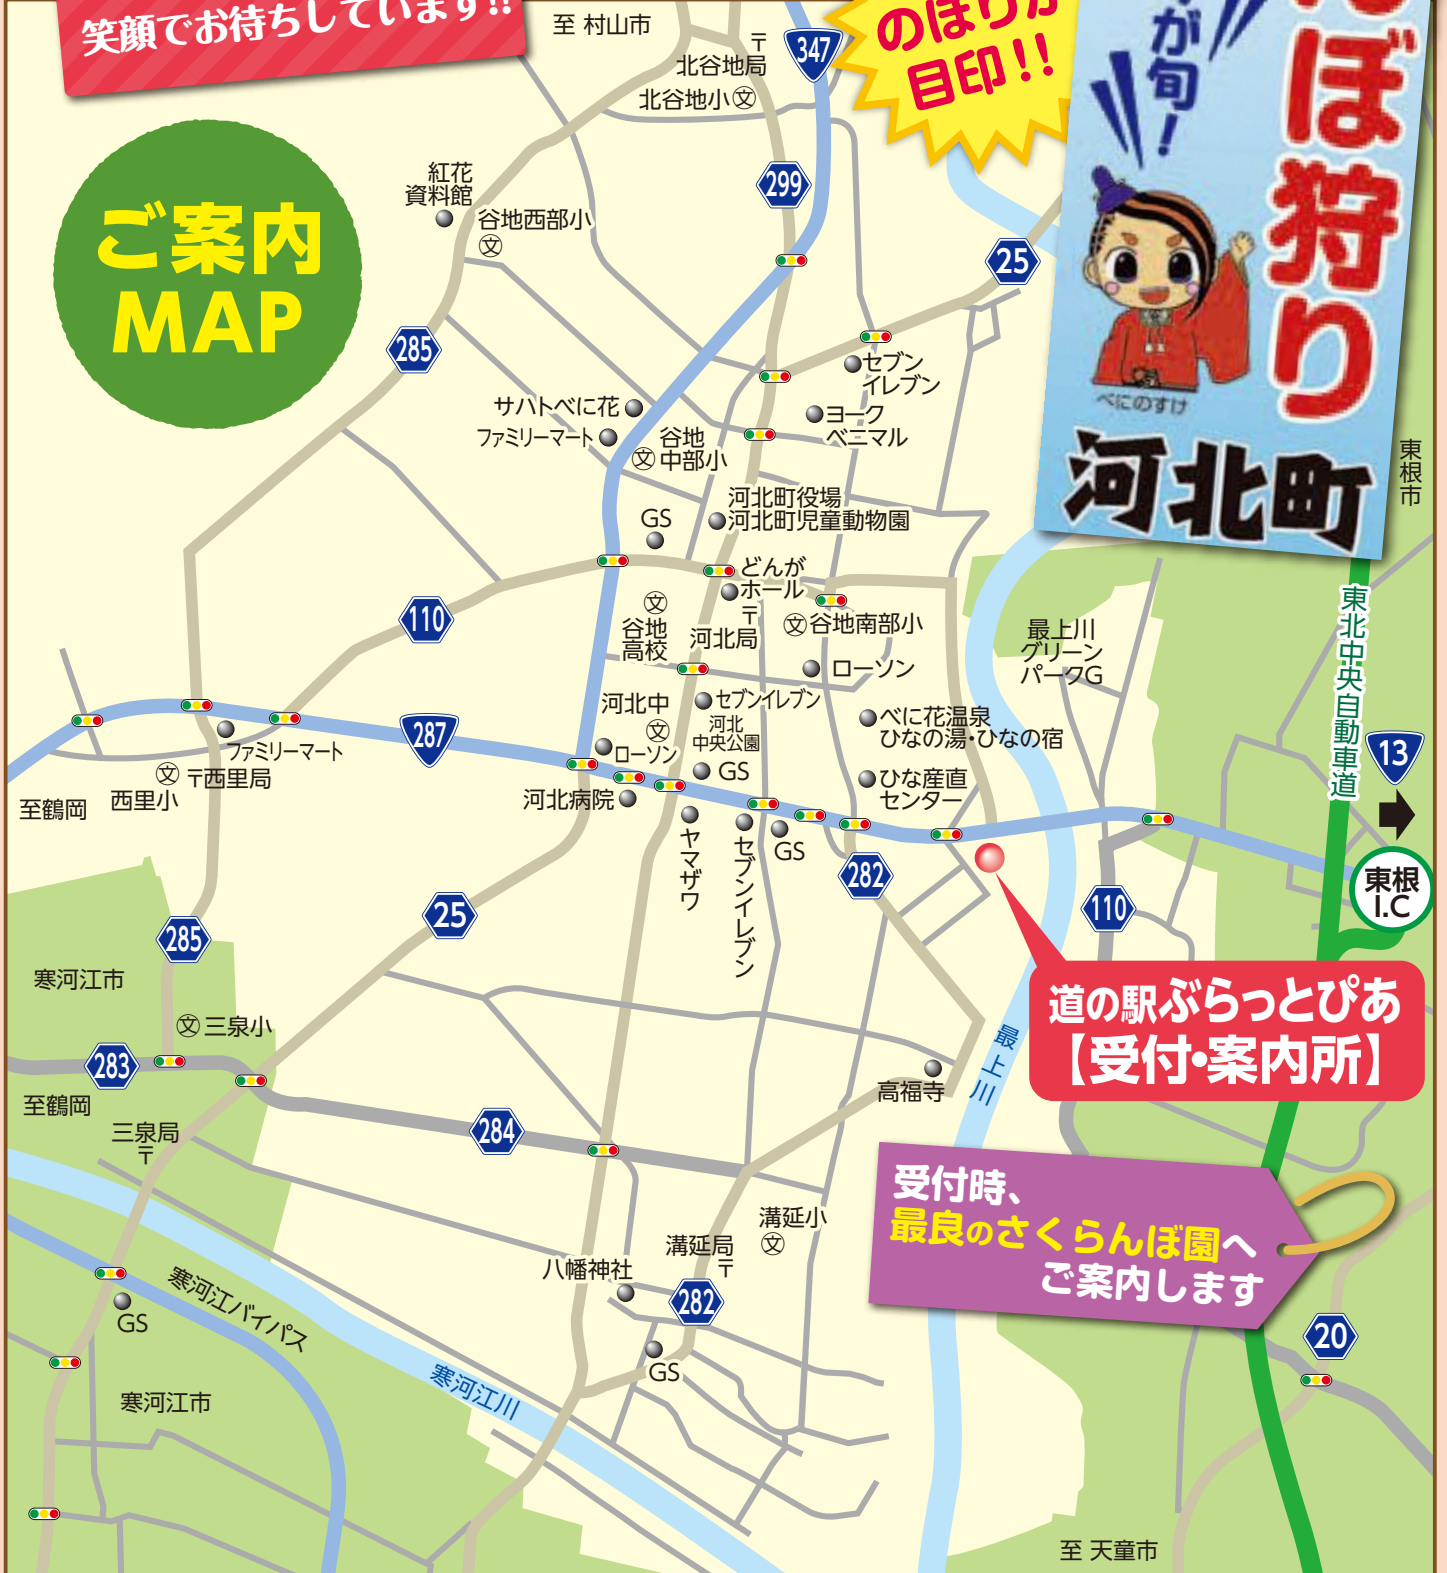 笑顔でお待ちしています!!
至 村山市
〒
北谷地局
北谷地小 文
347
のぼりが
目印!!
が旬!
んぼ狩り
べにのすけ
河北町
ご案内
MAP
紅花
資料館
谷地西部小
文
299
25
285
セブン
イレブン
サハトべに花
ファミリーマート
ヨーク
ベニマル
谷地
文 中部小
東根市
河北町役場
河北町児童動物園
GS
どんが
ホール
〒
河北局
110
文
谷地
高校
文 谷地南部小
最上川
グリーン
パークG
東北中央自動車道
ローソン
河北中
文
セブンイレブン
河北
中央公園
べに花温泉
ひなの湯・ひなの宿
287
ファミリーマート
ローソン
GS
13
文
西里小
〒西里局
至鶴岡
河北病院
ひな産直
センター
ヤマザワ
セブンイレブン
GS
282
東根
I.C
110
25
285
寒河江市
道の駅ぶらっとぴあ
【受付・案内所】
文 三泉小
283
至鶴岡
三泉局
〒
最上川
高福寺
284
受付時、
最良のさくらんぼ園へ
ご案内します
溝延小
文
溝延局
〒
八幡神社
282
寒河江バイパス
GS
20
GS
寒河江川
寒河江市
至 天童市